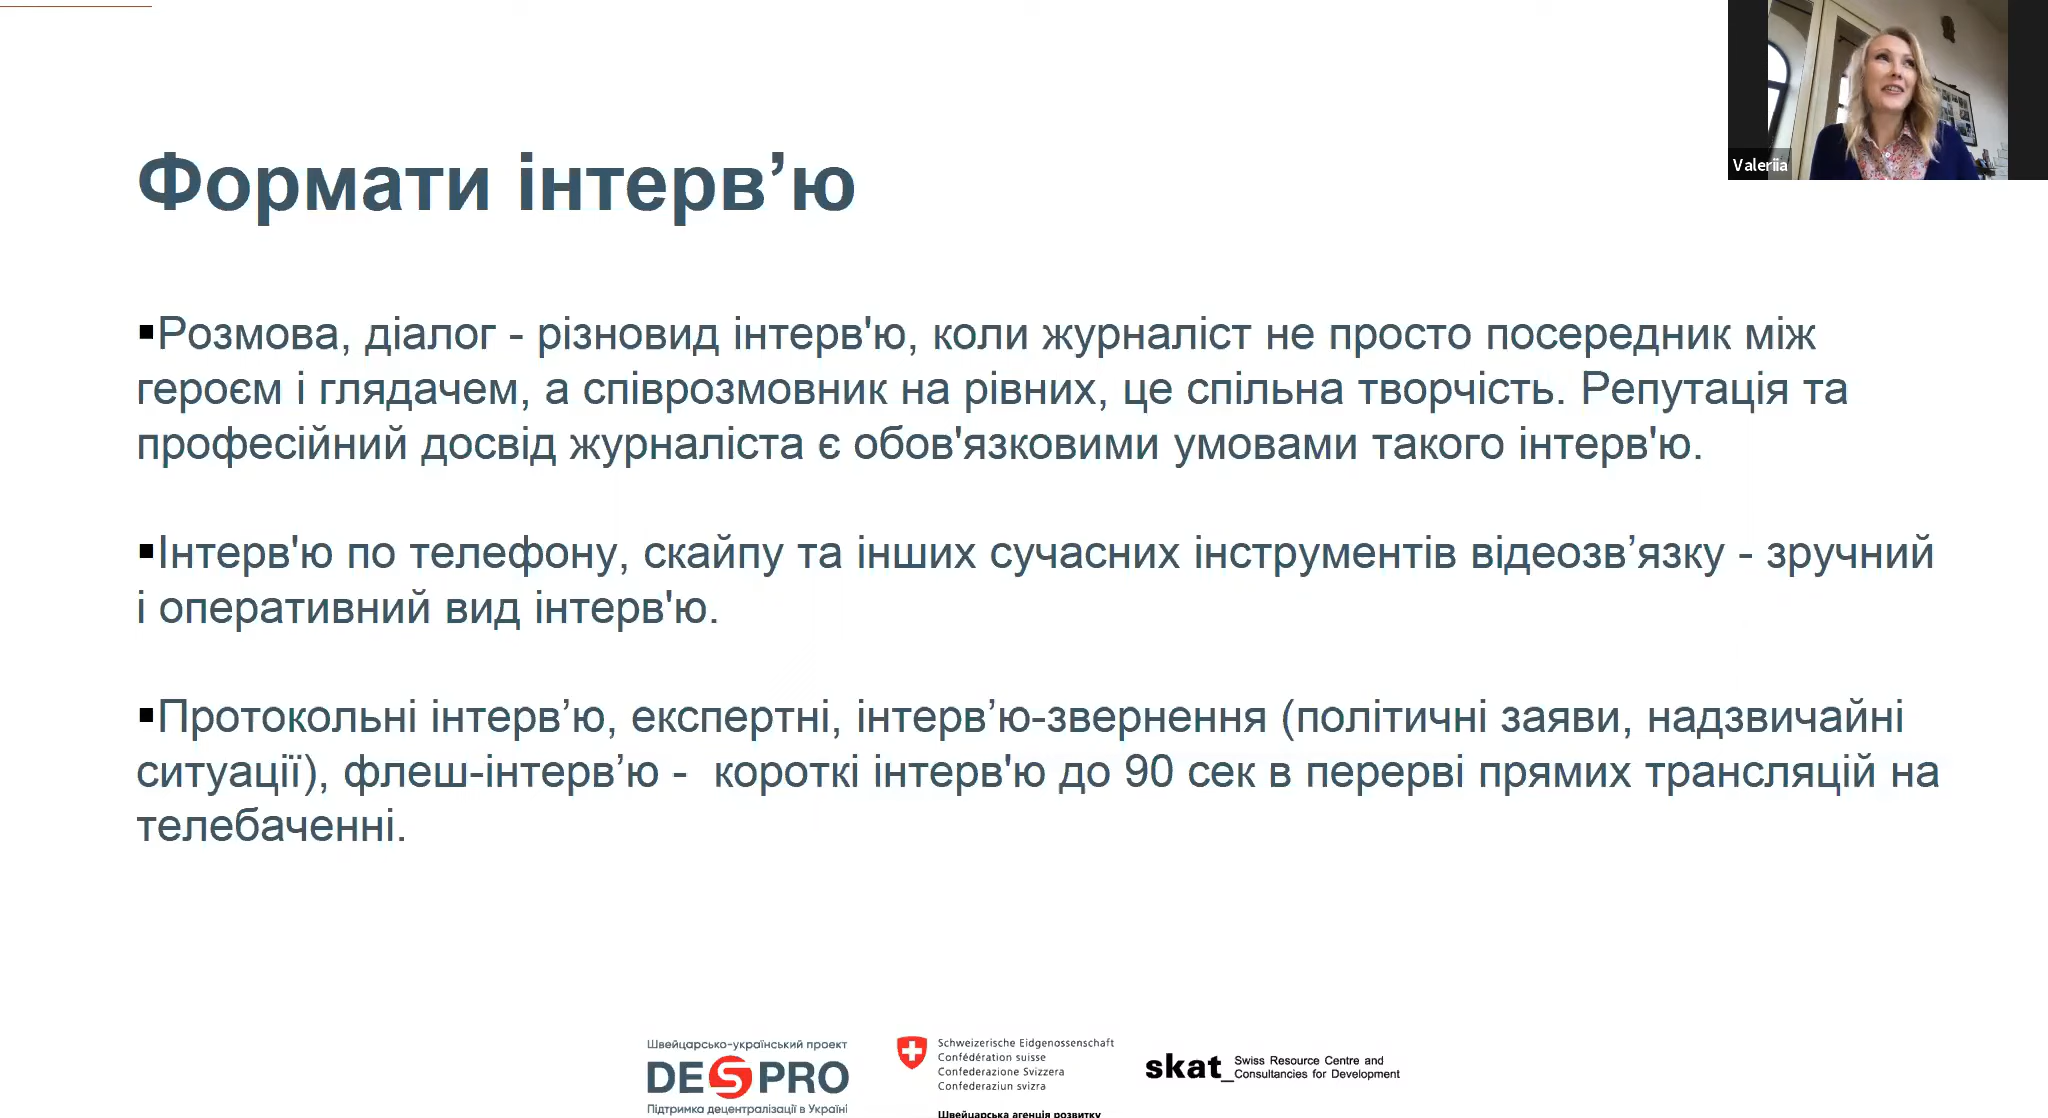 Valeriia
Формати інтерв’ю
▪Розмова, діалог - різновид інтерв'ю, коли журналіст не просто посередник між
героєм і глядачем, а співрозмовник на рівних, це спільна творчість. Репутація та
професійний досвід журналіста є обов'язковими умовами такого інтерв'ю.
▪Інтерв'ю по телефону, скайпу та інших сучасних інструментів відеозв’язку - зручний
і оперативний вид інтерв'ю.
▪Протокольні інтерв’ю, експертні, інтерв’ю-звернення (політичні заяви, надзвичайні
ситуації), флеш-інтерв’ю -  короткі інтерв'ю до 90 сек в перерві прямих трансляцій на
телебаченні.
Швейцарсько-український проект
DESPRO
Підтримка децентралізації в Україні
Schweizerische Eidgenossenschaft
Confédération suisse
Confederazione Svizzera
Confederaziun svizra
Швейцарська агенція розвитку
skat_Swiss Resource Centre and
Consultancies for Development